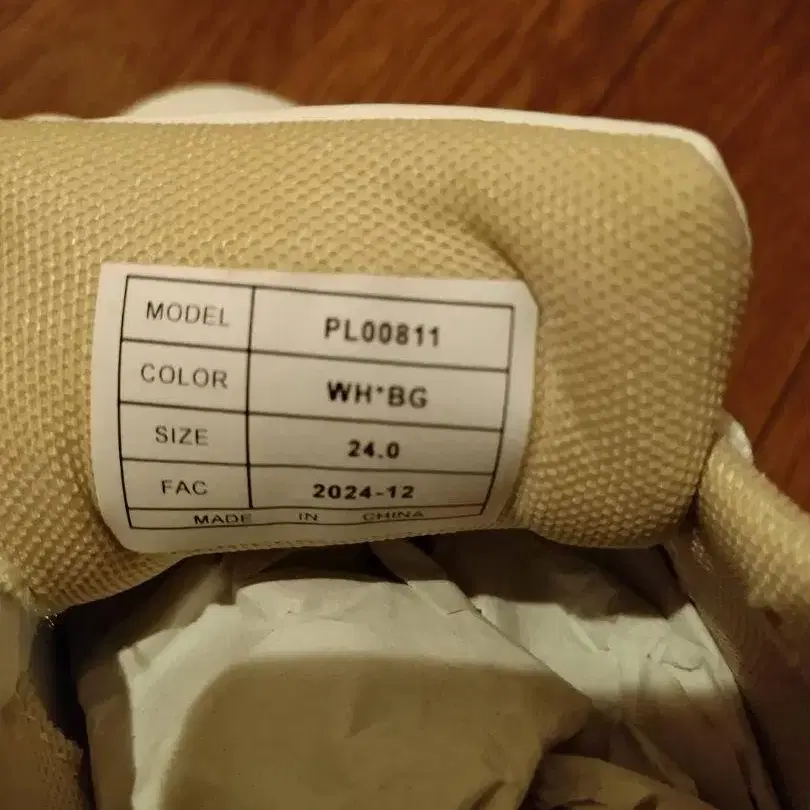 MODEL PL00811
COLOR WH*BG
SIZE 24.0
FAC 2024-12
MADE IN CHINA